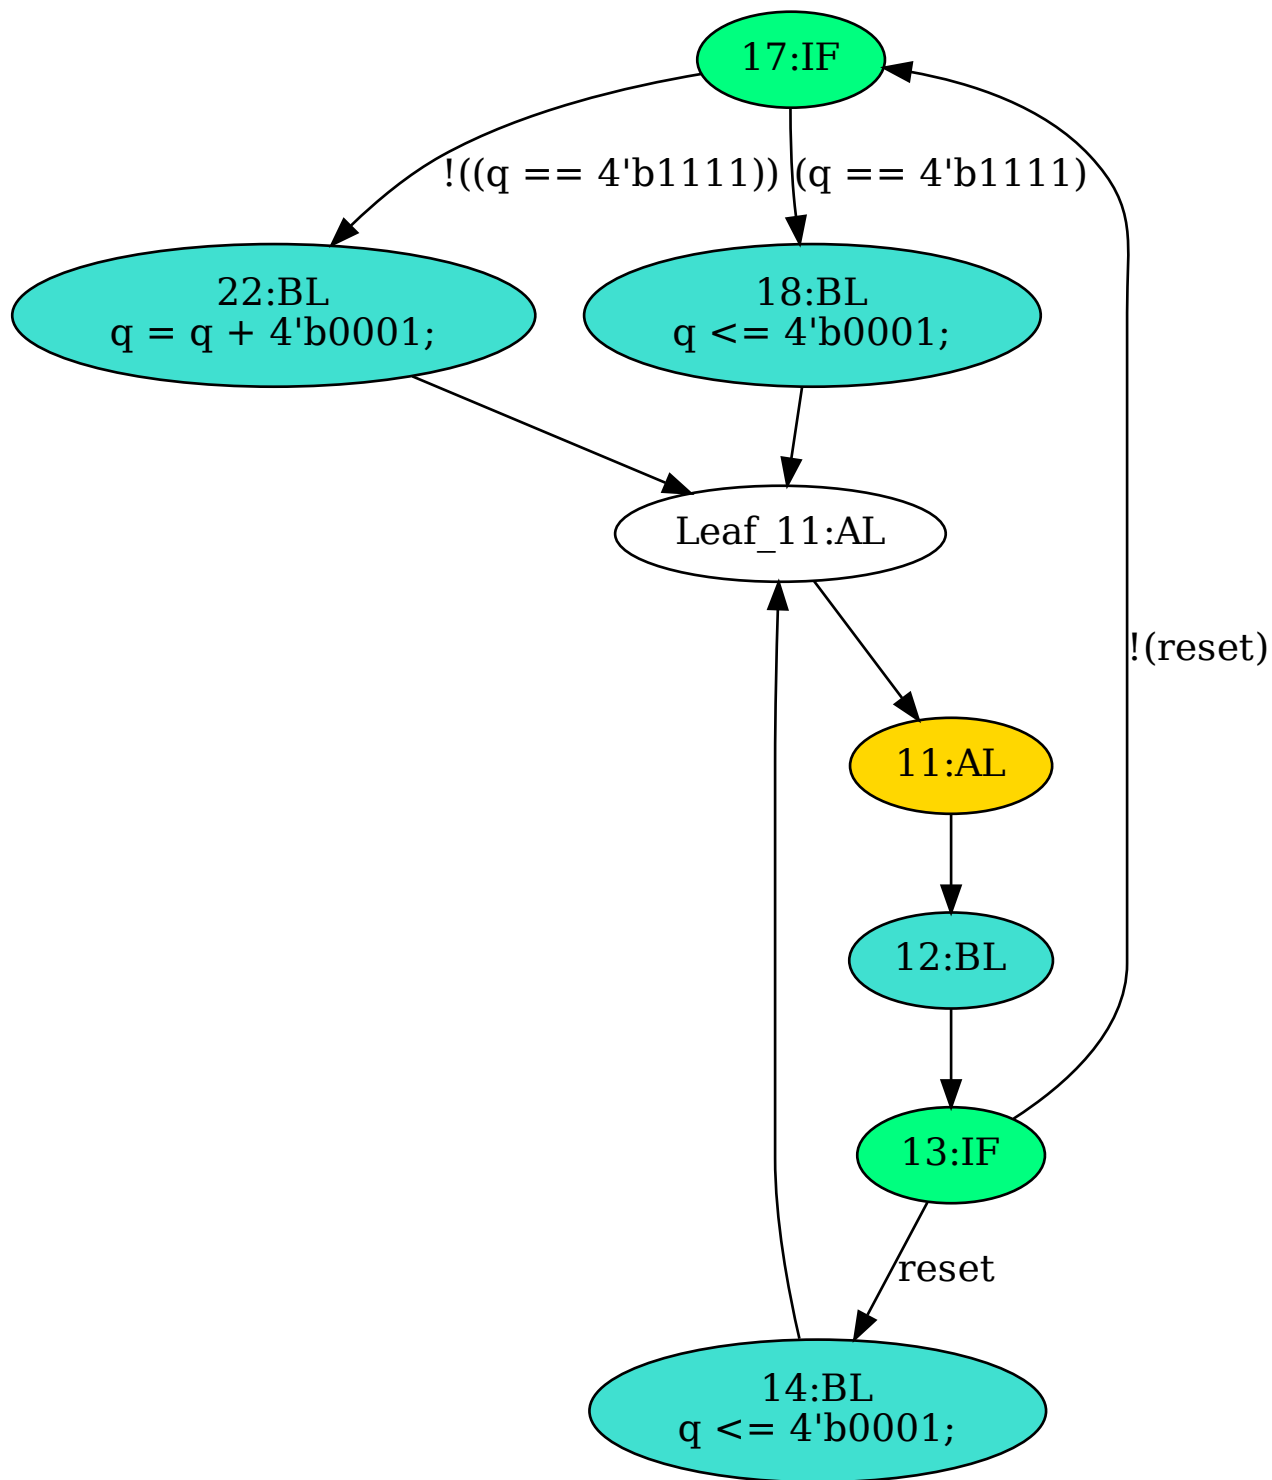 17:IF
!((q == 4'b1111))
(q == 4'b1111)
22:BL
q = q + 4'b0001;
18:BL
q <= 4'b0001;
Leaf_11:AL
!(reset)
11:AL
12:BL
13:IF
reset
14:BL
q <= 4'b0001;